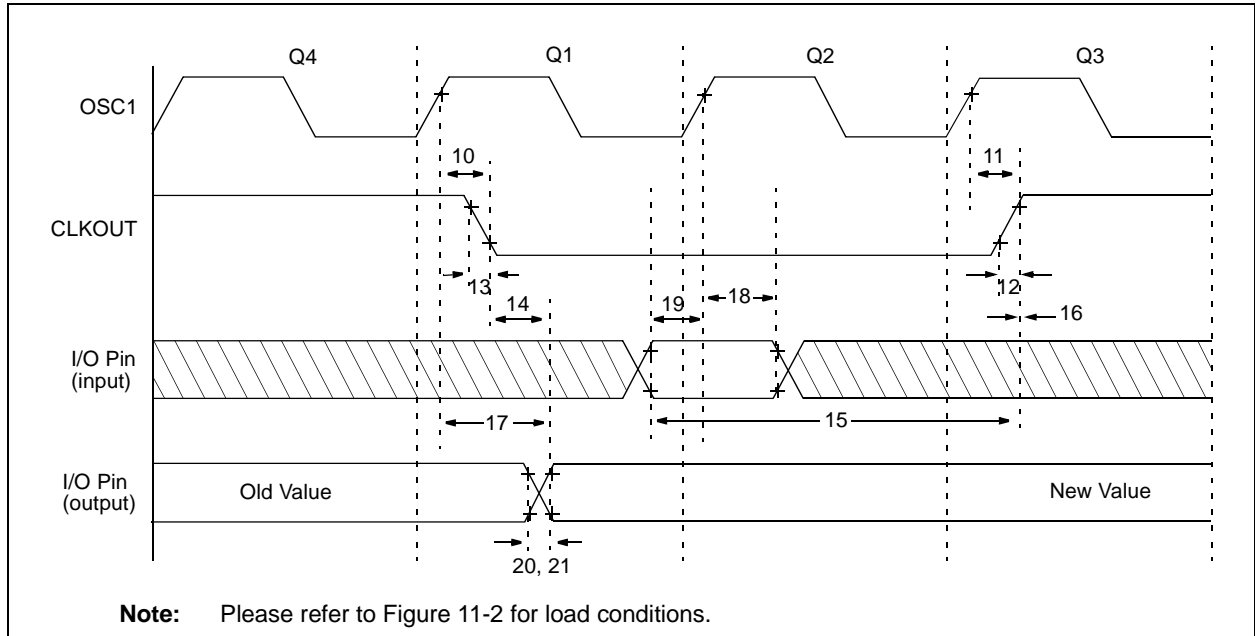 Q4 Q1 Q2 Q3
OSC1
10 11
CLKOUT
13 12
14 19 18 16
I/O Pin
(input)
17 15
I/O Pin
(output)
Old Value New Value
20, 21
Note: Please refer to Figure 11-2 for load conditions.